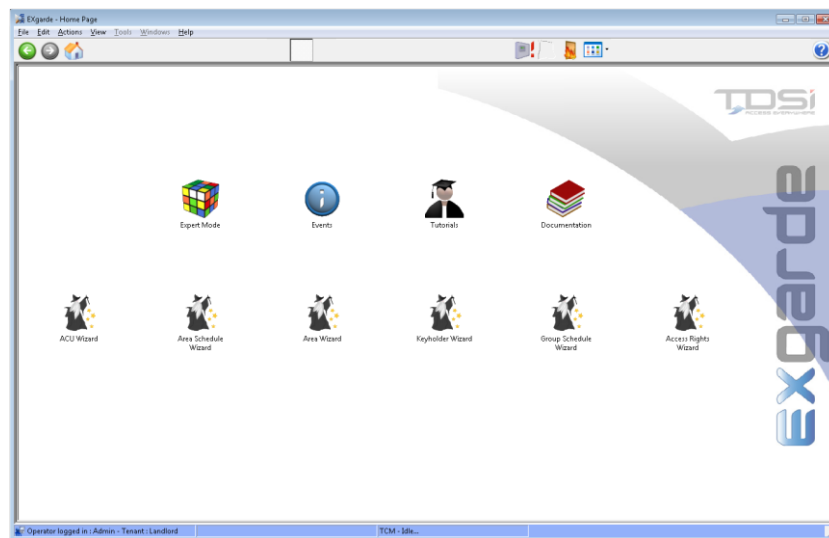 EXgarde - Home Page
File Edit Actions View Tools Windows Help
TDSi
ACCESS EVERYWHERE
Expert Mode
Events
Tutorials
Documentation
ACU Wizard
Area Schedule
Wizard
Area Wizard
Keyholder Wizard
Group Schedule
Wizard
Access Rights
Wizard
EXgarde
Operator logged in : Admin - Tenant : Landlord
TCM - Idle...